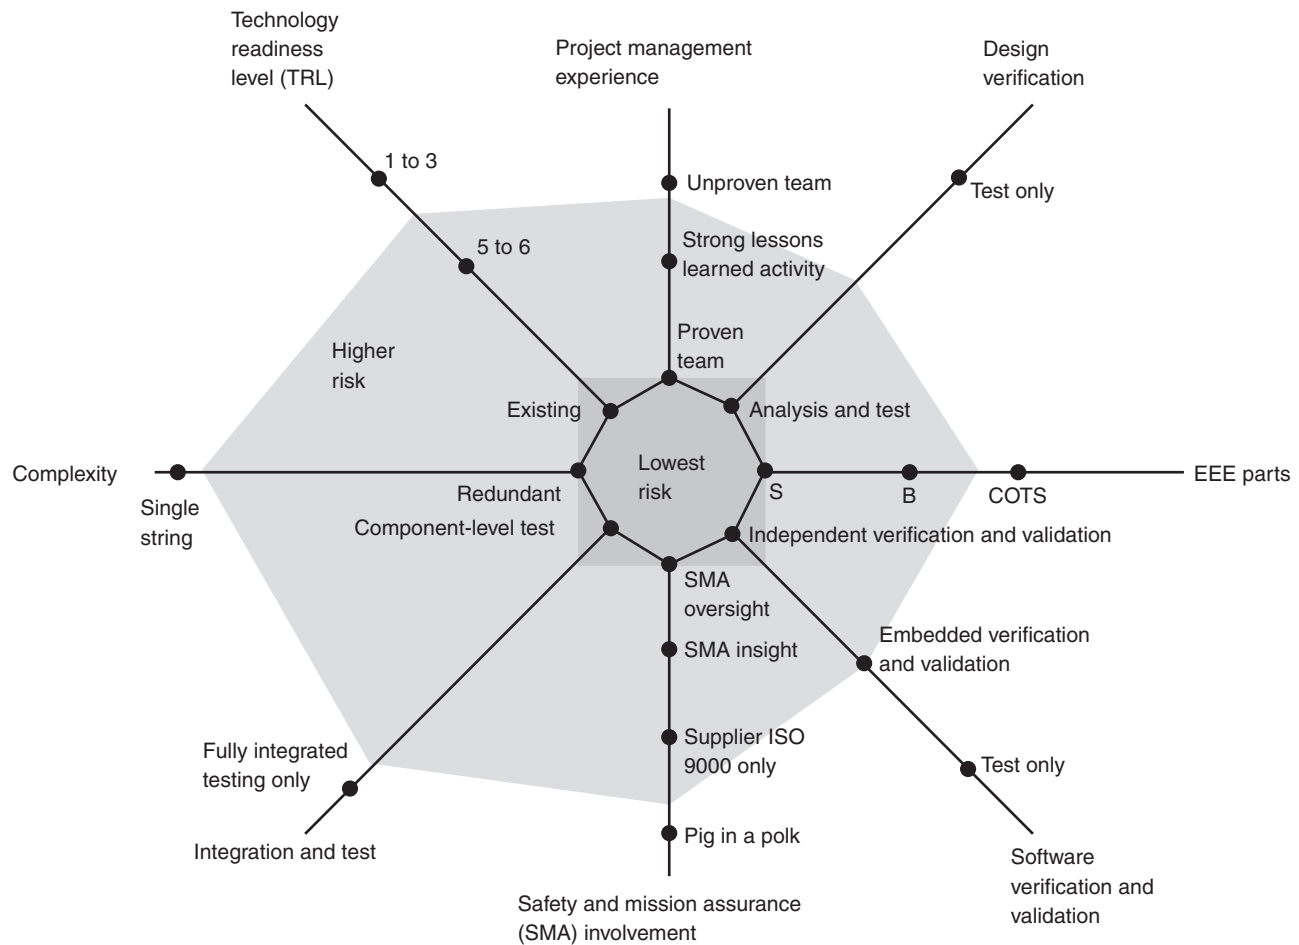 Technology
readiness
level (TRL)
Project management
experience
Design
verification
1 to 3
Unproven team
Test only
5 to 6
Strong lessons
learned activity
Proven
team
Higher
risk
Existing
Analysis and test
Lowest
risk
Complexity
EEE parts
Single
string
Redundant
S
B
COTS
Component-level test
Independent verification and validation
SMA
oversight
SMA insight
Embedded verification
and validation
Supplier ISO
9000 only
Fully integrated
testing only
Test only
Pig in a polk
Integration and test
Software
verification and
validation
Safety and mission assurance
(SMA) involvement